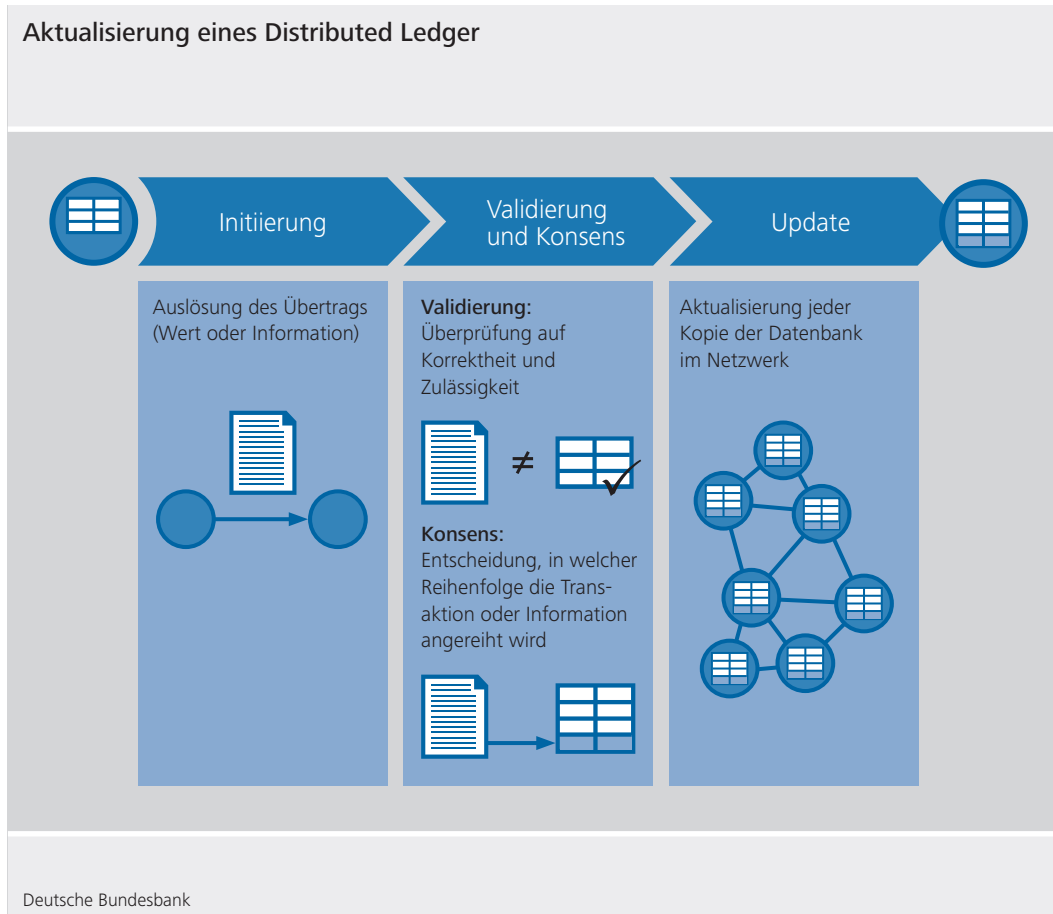 Aktualisierung eines Distributed Ledger
Initiierung
Validierung
und Konsens
Update
Auslösung des Übertrags
(Wert oder Information)
Validierung:
Überprüfung auf
Korrektheit und
Zulässigkeit
≠
Konsens:
Entscheidung, in welcher
Reihenfolge die Trans-
aktion oder Information
angereiht wird
Aktualisierung jeder
Kopie der Datenbank
im Netzwerk
Deutsche Bundesbank